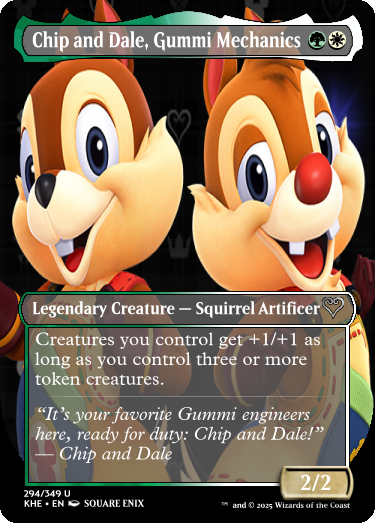 Chip and Dale, Gummi Mechanics
Legendary Creature — Squirrel Artificer
Creatures you control get +1/+1 as
long as you control three or more
token creatures.
“It’s your favorite Gummi engineers
here, ready for duty: Chip and Dale!”
— Chip and Dale
2/2
294/349 U
KHE • EN SQUARE ENIX
™ and © 2025 Wizards of the Coast